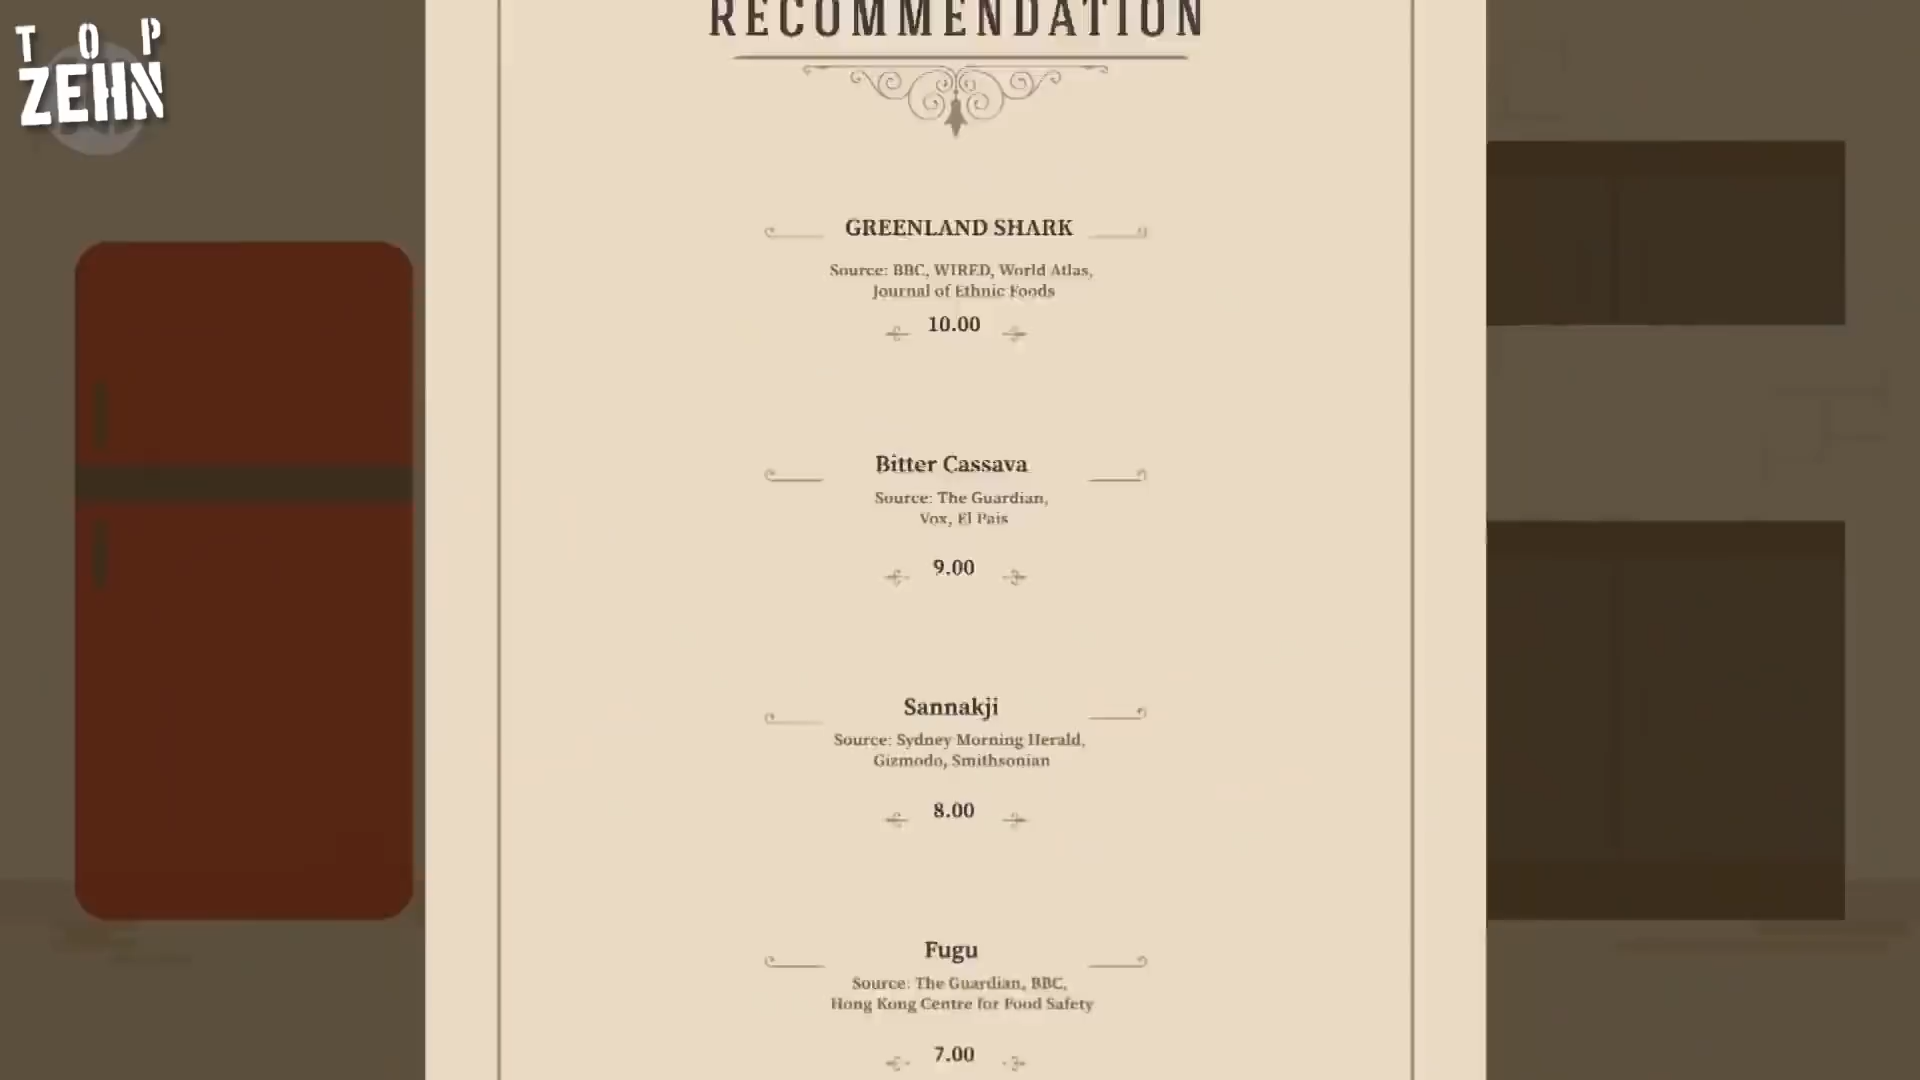 TOP
ZEHN
RECOMMENDATION
GREENLAND SHARK
Source: BBC, WIRED, World Atlas,
Journal of Ethnic Foods
10.00
Bitter Cassava
Source: The Guardian,
Vox, El Pais
9.00
Sannakji
Source: Sydney Morning Herald,
Gizmodo, Smithsonian
8.00
Fugu
Source: The Guardian, BBC,
Hong Kong Centre for Food Safety
7.00